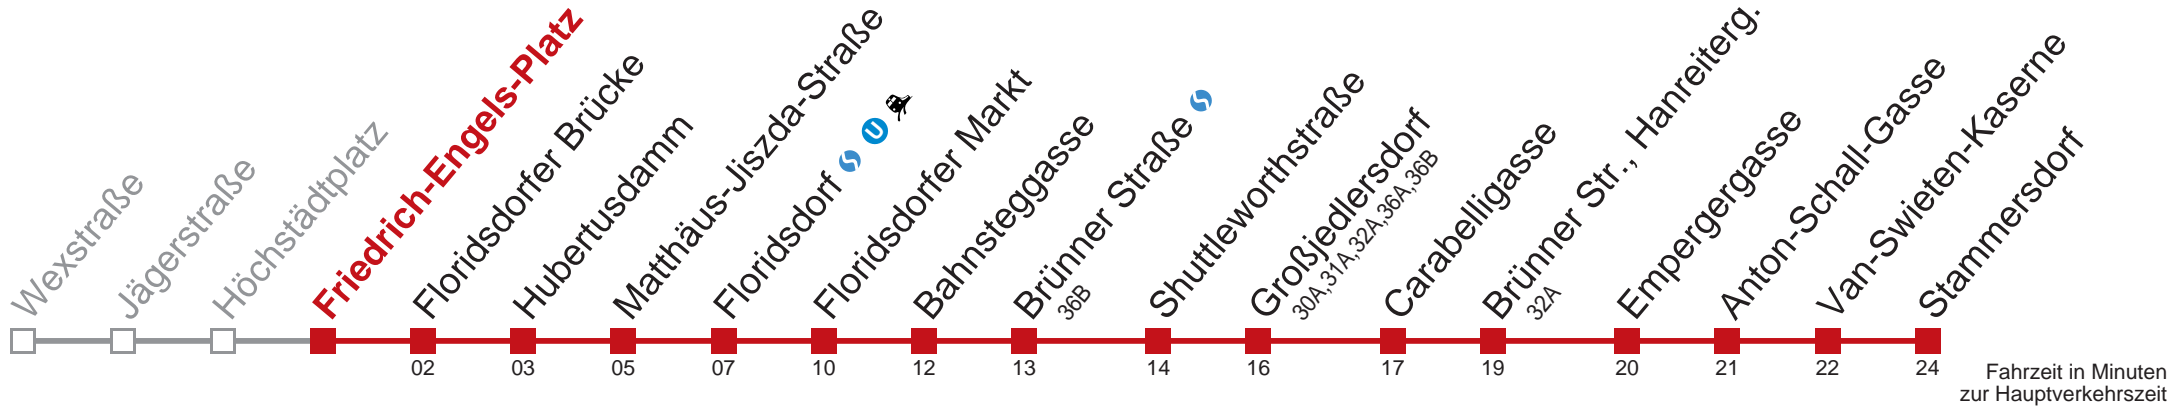 Wexstraße
Jägerstraße
Höchstädtplatz
Friedrich-Engels-Platz
Floridsdorfer Brücke
Hubertusdamm
Matthäus-Jiszda-Straße
Floridsdorf S U
Floridsdorfer Markt
Bahnsteggasse
Brünner Straße S
36B
Shuttleworthstraße
Großjedlersdorf
30A,31A,32A,36A,36B
Carabelligasse
Brünner Str., Hanreiterg.
32A
Empergergasse
Anton-Schall-Gasse
Van-Swieten-Kaserne
Stammersdorf
02 03 05 07 10 12 13 14 16 17 19 20 21 22 24
Fahrzeit in Minuten
zur Hauptverkehrszeit